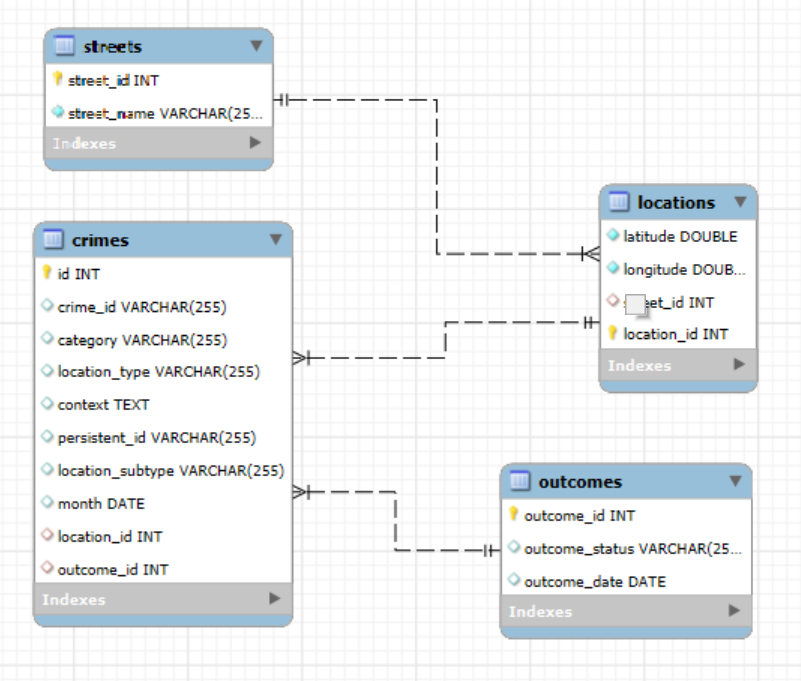 streets
street_id INT
street_name VARCHAR(25...
Indexes
locations
latitude DOUBLE
longitude DOUB...
INT
location_id INT
Indexes
crimes
id INT
crime_id VARCHAR(255)
category VARCHAR(255)
location_type VARCHAR(255)
context TEXT
persistent_id VARCHAR(255)
location_subtype VARCHAR(255)
month DATE
location_id INT
outcome_id INT
Indexes
outcomes
outcome_id INT
outcome_status VARCHAR(25...
outcome_date DATE
Indexes